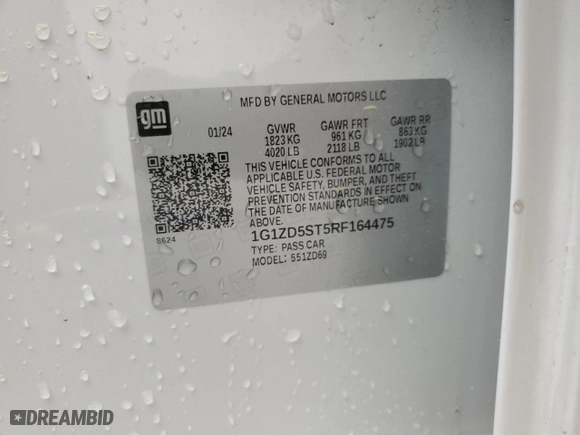 MFD BY GENERAL MOTORS LLC
gm
01/24 GVWR GAWR FRT GAWR RR
1823 KG 961 KG 863 KG
4020 LB 2118 LB 1902 LB
THIS VEHICLE CONFORMS TO ALL
APPLICABLE U.S. FEDERAL MOTOR
VEHICLE SAFETY, BUMPER, AND THEFT
PREVENTION STANDARDS IN EFFECT ON
THE DATE OF MANUFACTURE SHOWN
ABOVE.
S624
1G1ZD5ST5RF164475
TYPE: PASS CAR
MODEL: 551ZD69
DREAMBID